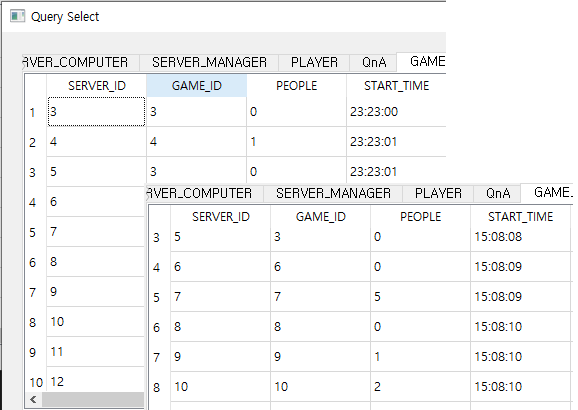 Query Select
RVER_COMPUTER SERVER_MANAGER PLAYER QnA GAME
SERVER_ID GAME_ID PEOPLE START_TIME
1 3 3 0 23:23:00
2 4 4 1 23:23:01
3 5 3 0 23:23:01
4 6
5 7
6 8
7 9
8 10
9 11
10 12
RVER_COMPUTER SERVER_MANAGER PLAYER QnA GAME_
SERVER_ID GAME_ID PEOPLE START_TIME
3 5 3 0 15:08:08
4 6 6 0 15:08:09
5 7 7 5 15:08:09
6 8 8 0 15:08:10
7 9 9 1 15:08:10
8 10 10 2 15:08:10